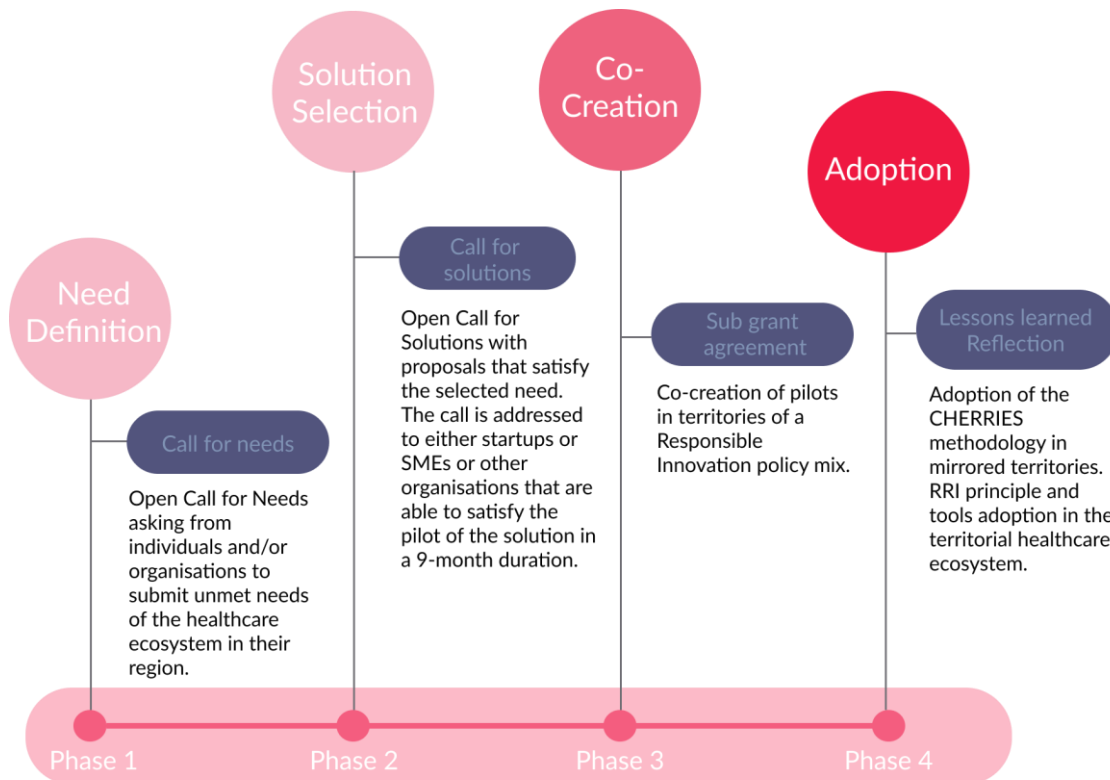 Need
Definition
Call for needs
Open Call for Needs
asking from
individuals and/or
organisations to
submit unmet needs
of the healthcare
ecosystem in their
region.
Phase 1
Solution
Selection
Call for
solutions
Open Call for
Solutions with
proposals that satisfy
the selected need.
The call is addressed
to either startups or
SMEs or other
organisations that are
able to satisfy the
pilot of the solution in
a 9-month duration.
Phase 2
Co-
Creation
Sub grant
agreement
Co-creation of pilots
in territories of a
Responsible
Innovation policy mix.
Phase 3
Adoption
Lessons learned
Reflection
Adoption of the
CHERRIES
methodology in
mirrored territories.
RRI principle and
tools adoption in the
territorial healthcare
ecosystem.
Phase 4